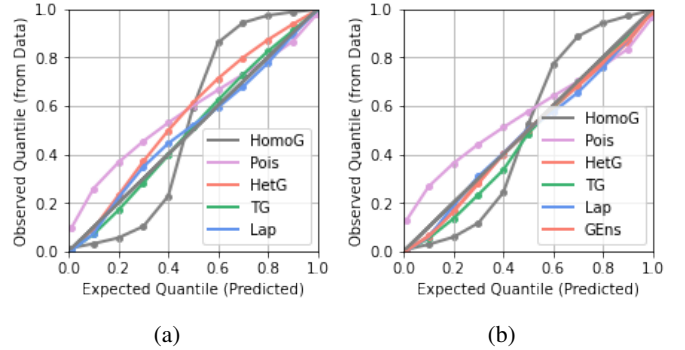 1.0
0.8
0.6
0.4
0.2
0.0
Observed Quantile (from Data)
HomoG
Pois
HetG
TG
Lap
0.0 0.2 0.4 0.6 0.8 1.0
Expected Quantile (Predicted)
(a)
1.0
0.8
0.6
0.4
0.2
0.0
Observed Quantile (from Data)
HomoG
Pois
HetG
TG
Lap
GEns
0.0 0.2 0.4 0.6 0.8 1.0
Expected Quantile (Predicted)
(b)